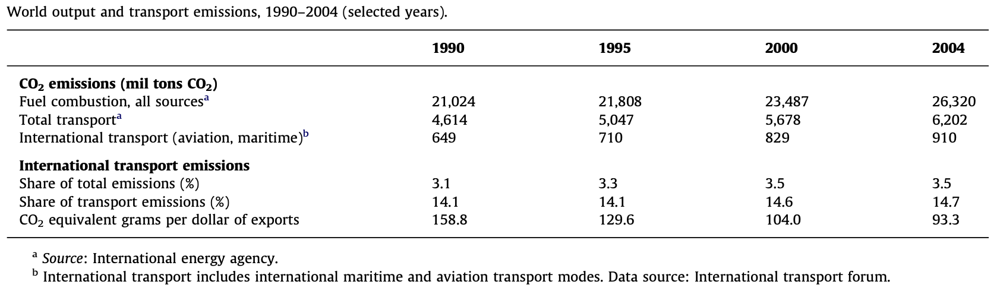 World output and transport emissions, 1990–2004 (selected years).
1990 1995 2000 2004
CO₂ emissions (mil tons CO₂)
Fuel combustion, all sourcesᵃ 21,024 21,808 23,487 26,320
Total transportᵃ 4,614 5,047 5,678 6,202
International transport (aviation, maritime)ᵇ 649 710 829 910
International transport emissions
Share of total emissions (%) 3.1 3.3 3.5 3.5
Share of transport emissions (%) 14.1 14.1 14.6 14.7
CO₂ equivalent grams per dollar of exports 158.8 129.6 104.0 93.3
ᵃ Source: International energy agency.
ᵇ International transport includes international maritime and aviation transport modes. Data source: International transport forum.